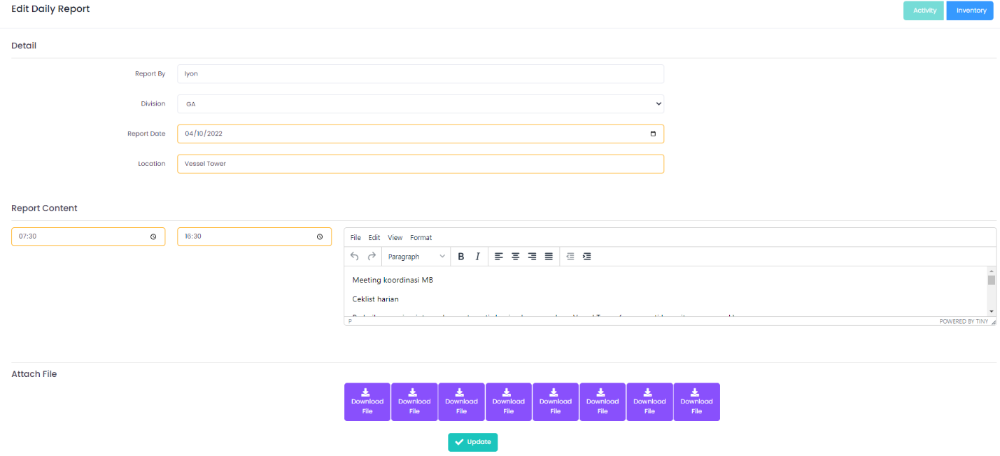 Edit Daily Report
Activity Inventory
Detail
Report By Iyon
Division GA
Report Date 04/10/2022
Location Vessel Tower
Report Content
07:30 16:30
File Edit View Format
Paragraph B I
Meeting koordinasi MB
Ceklist harian
P POWERED BY TINY
Attach File
Download File
Download File
Download File
Download File
Download File
Download File
Download File
Download File
Update